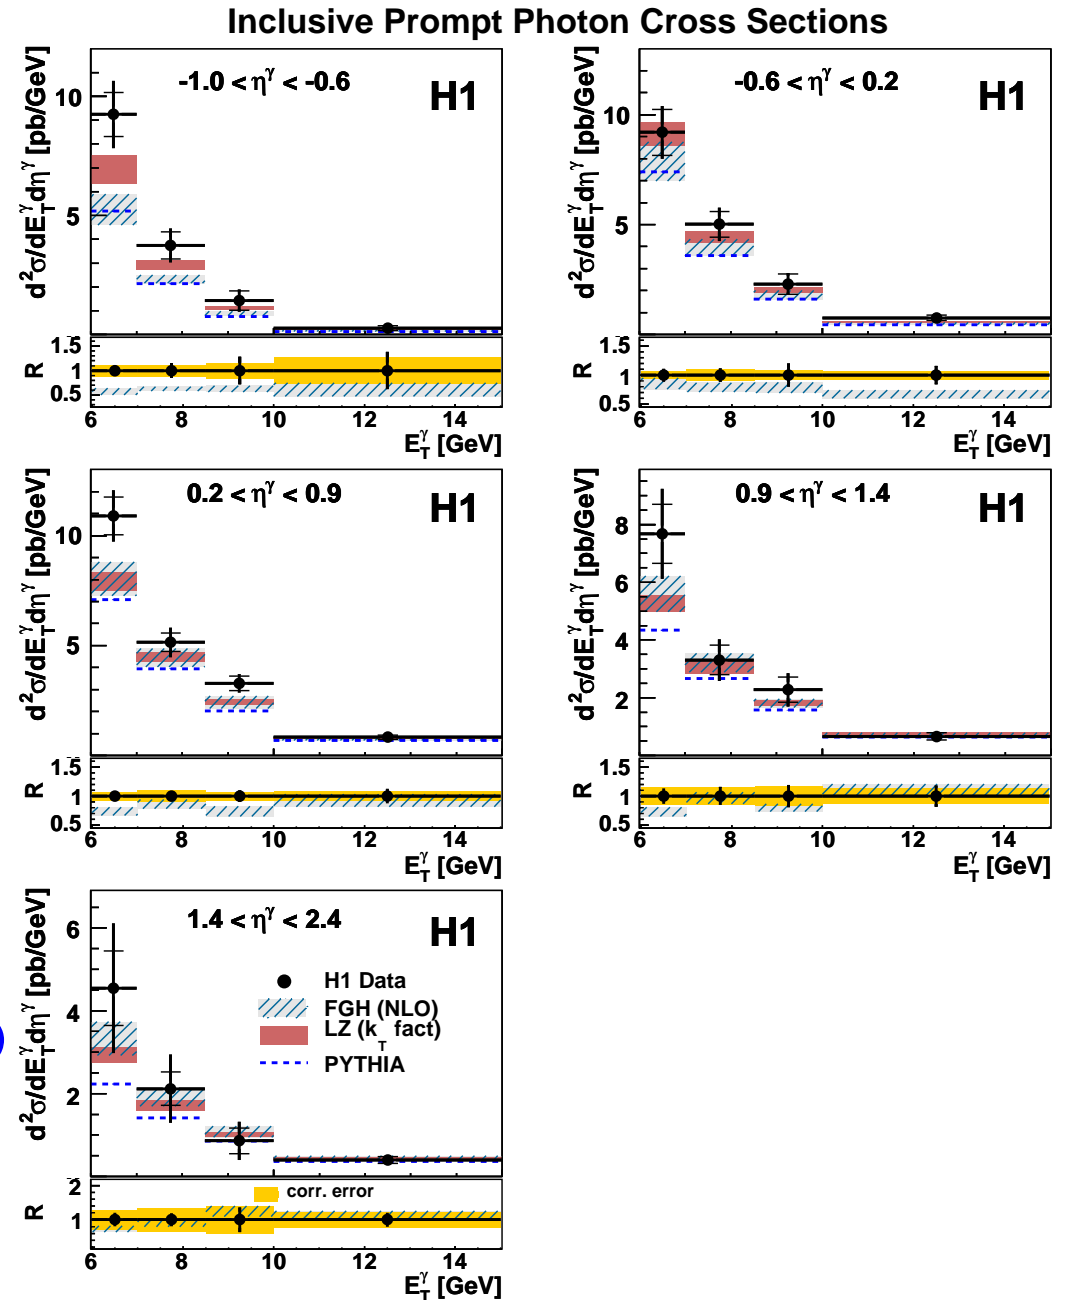 Inclusive Prompt Photon Cross Sections
-1.0 < η^γ < -0.6
H1
d²σ/dE_T^γ dη^γ [pb/GeV]
10
5
R
1.5
1
0.5
6 8 10 12 14
E_T^γ [GeV]
-0.6 < η^γ < 0.2
H1
d²σ/dE_T^γ dη^γ [pb/GeV]
10
5
R
1.5
1
0.5
6 8 10 12 14
E_T^γ [GeV]
0.2 < η^γ < 0.9
H1
d²σ/dE_T^γ dη^γ [pb/GeV]
10
5
R
1.5
1
0.5
6 8 10 12 14
E_T^γ [GeV]
0.9 < η^γ < 1.4
H1
d²σ/dE_T^γ dη^γ [pb/GeV]
8
6
4
2
R
1.5
1
0.5
6 8 10 12 14
E_T^γ [GeV]
1.4 < η^γ < 2.4
H1
d²σ/dE_T^γ dη^γ [pb/GeV]
6
4
2
H1 Data
FGH (NLO)
LZ (k_T fact)
PYTHIA
R
2
1
corr. error
6 8 10 12 14
E_T^γ [GeV]